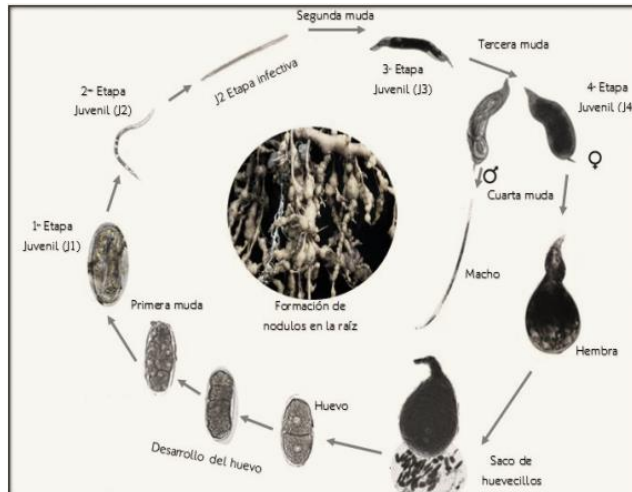 Segunda muda
Tercera muda
J2 Etapa infectiva
3ª Etapa
Juvenil (J3)
4ª Etapa
Juvenil (J4
2ᵈᵃ Etapa
Juvenil (J2)
♂
♀
Cuarta muda
1ʳᵃ Etapa
Juvenil (J1)
Macho
Primera muda
Formación de
nodulos en la raíz
Hembra
Huevo
Desarrollo del huevo
Saco de
huevecillos